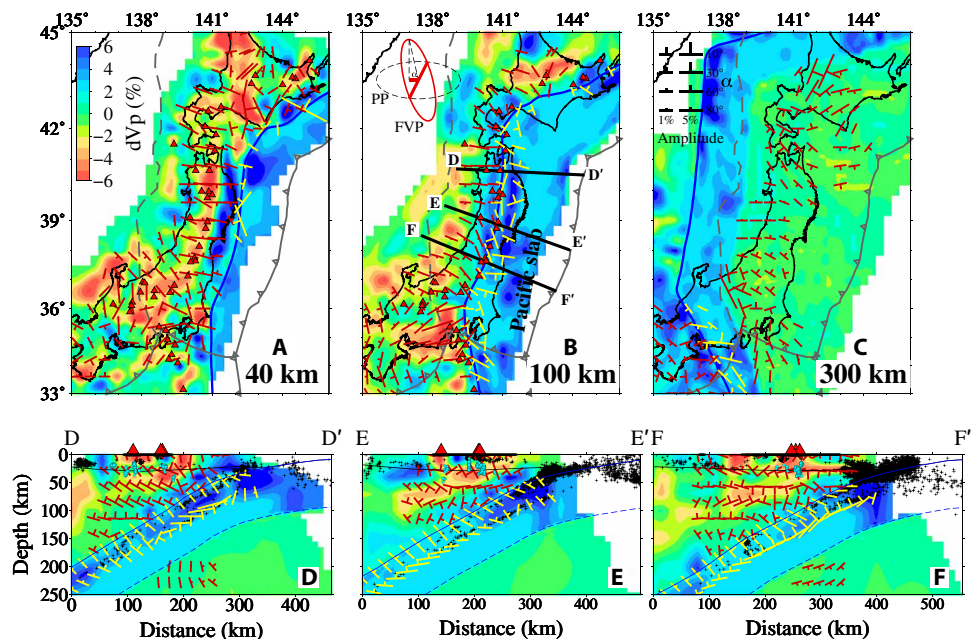 135° 138° 141° 144°
135° 138° 141° 144°
135° 138° 141° 144°
45°
42°
39°
36°
33°
6
4
2
0
−2
−4
−6
dVp (%)
A
40 km
PP
FVP
D
D′
E
E′
F
F′
Pacific slab
B
100 km
30°
α
1% 5%
Amplitude
C
300 km
D D′
E E′
F F′
Depth (km)
0
50
100
150
200
250
D
E
F
0 100 200 300 400
0 100 200 300 400
0 100 200 300 400 500
Distance (km)
Distance (km)
Distance (km)